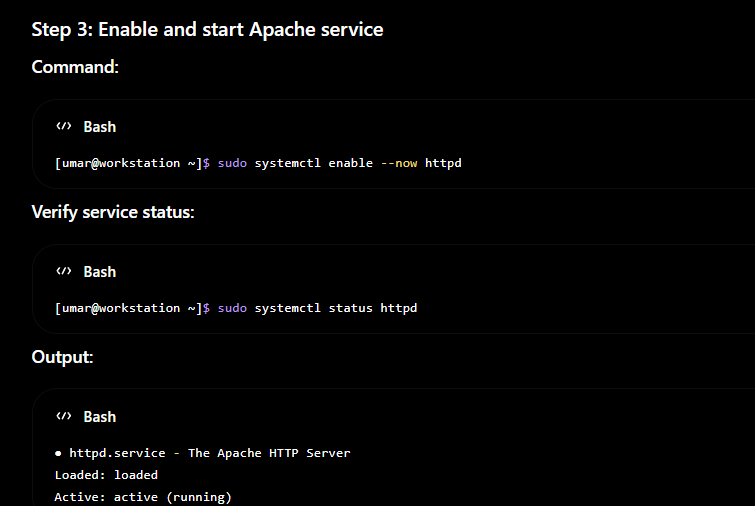 Step 3: Enable and start Apache service
Command:
</> Bash
[umar@workstation ~]$ sudo systemctl enable --now httpd
Verify service status:
</> Bash
[umar@workstation ~]$ sudo systemctl status httpd
Output:
</> Bash
● httpd.service - The Apache HTTP Server
Loaded: loaded
Active: active (running)